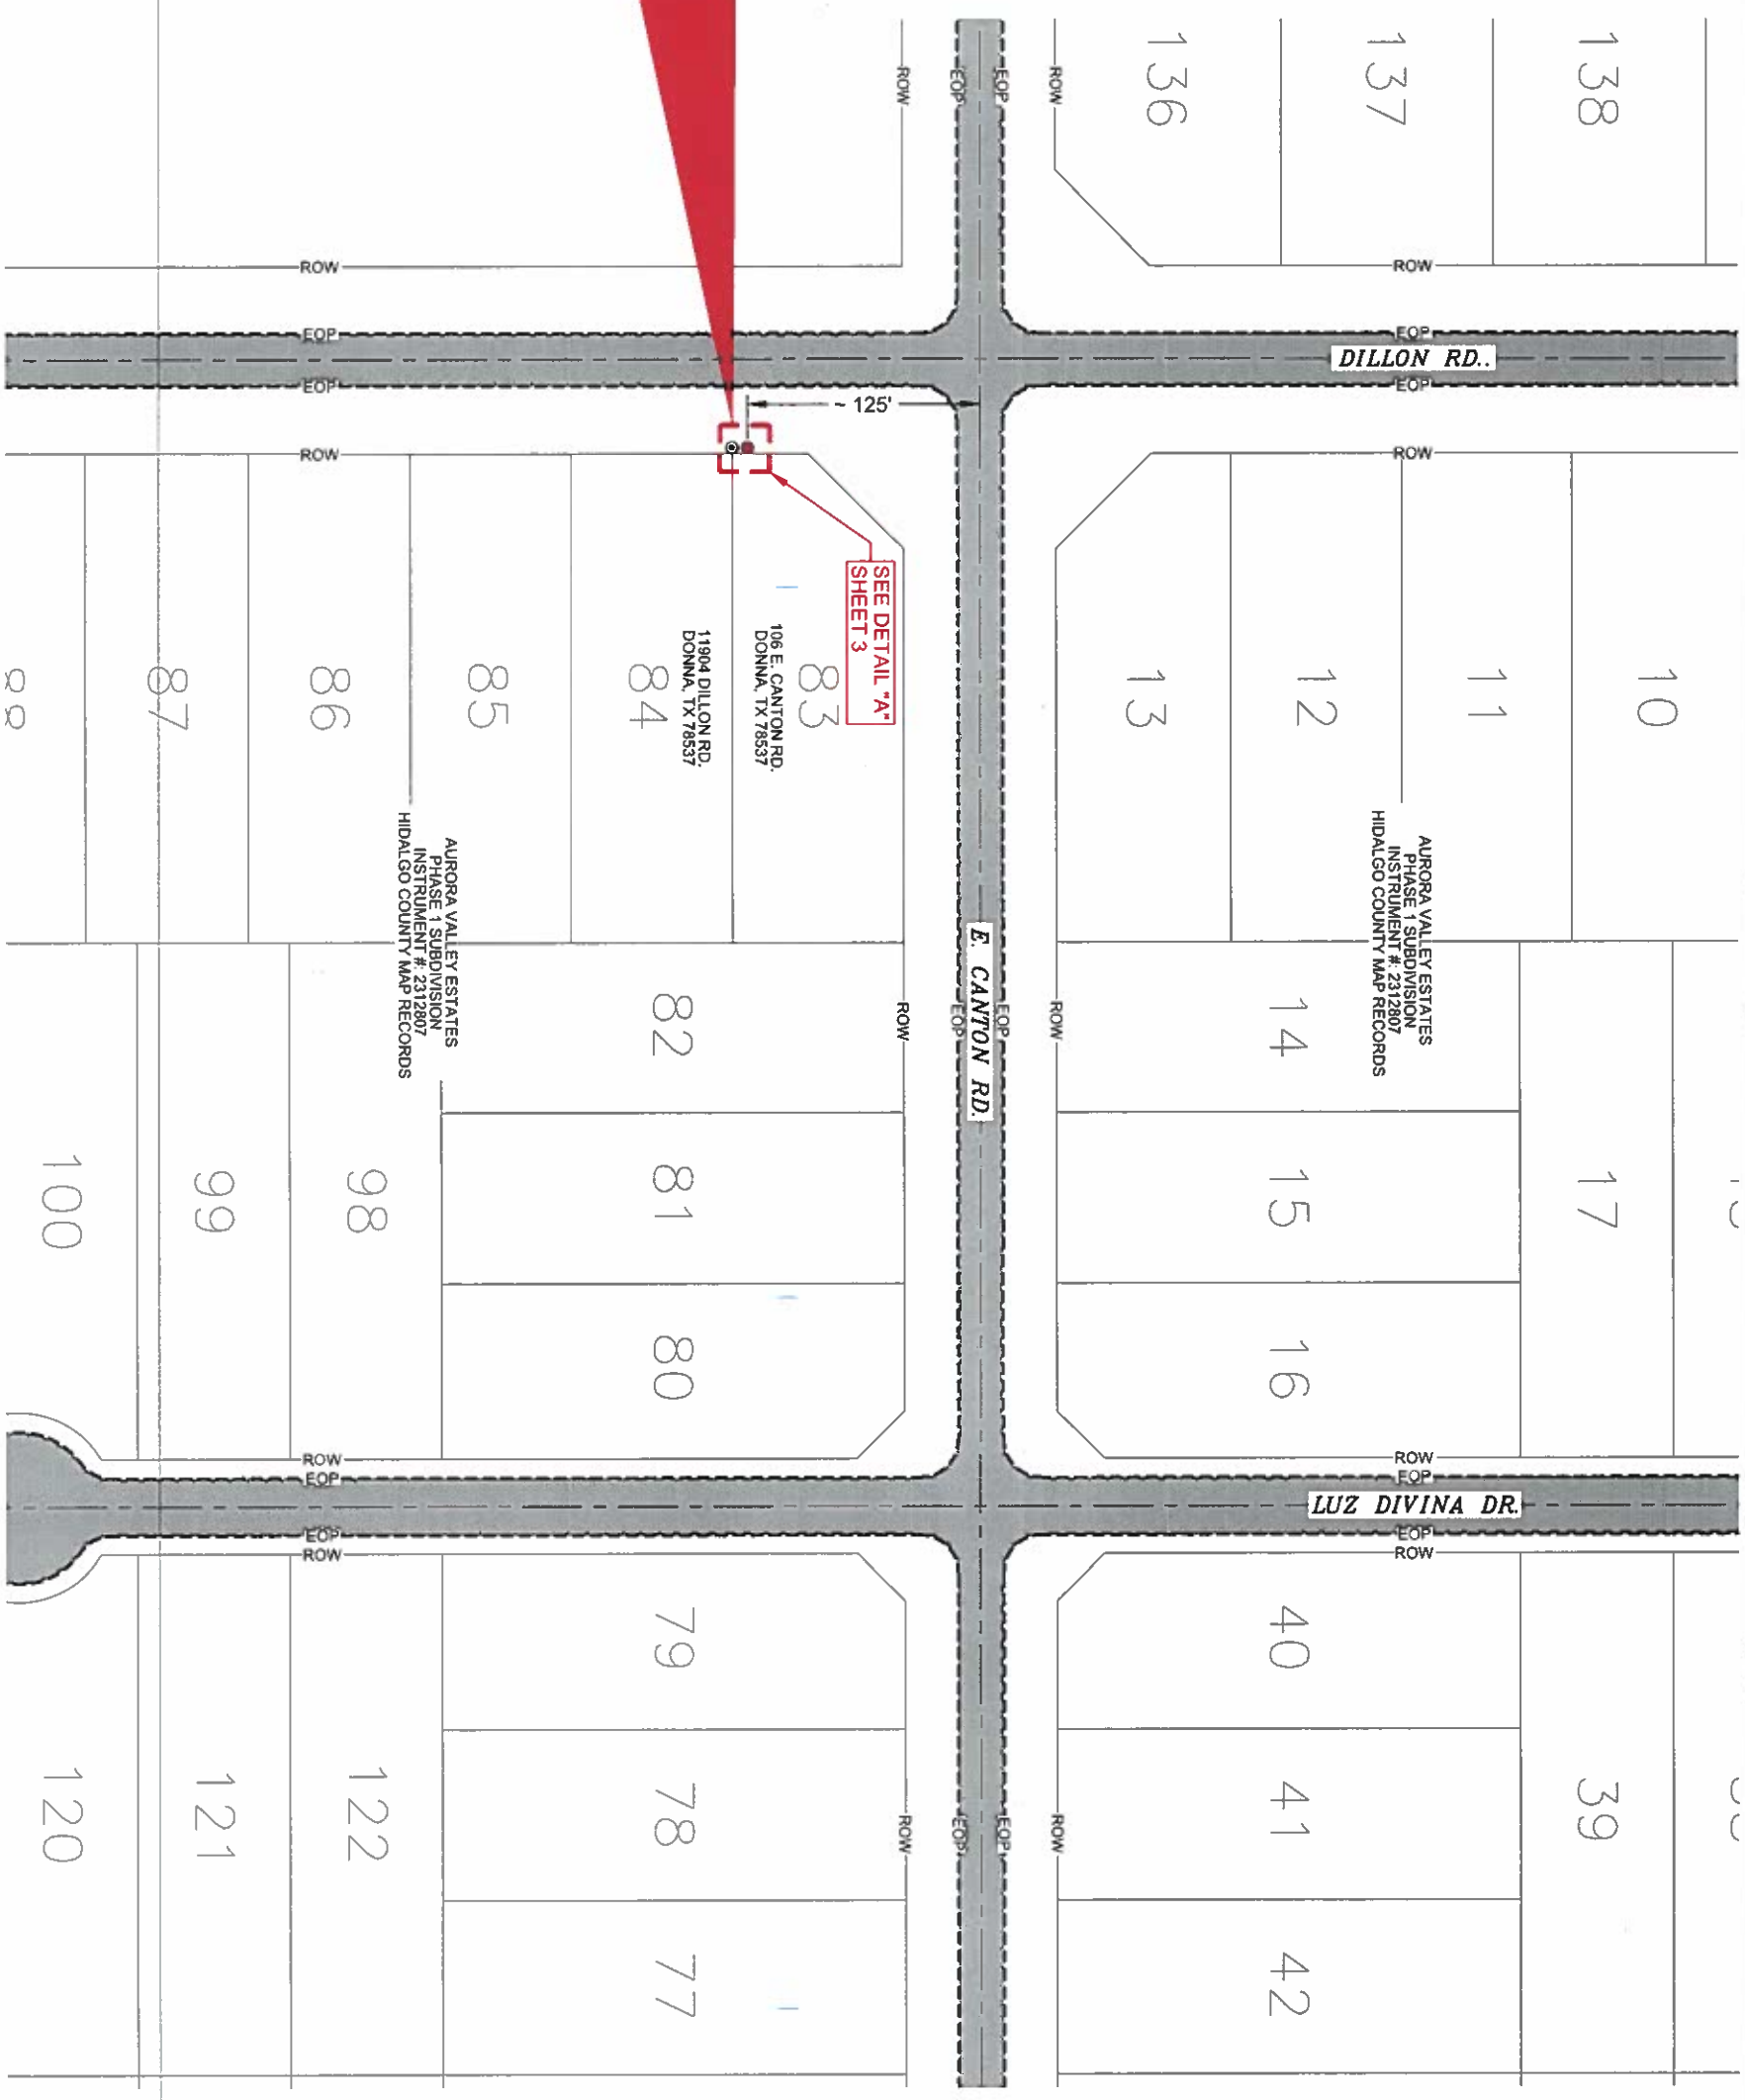 136
137
138
ROW
EOP
EOP
ROW
ROW
ROW
EOP
EOP
DILLON RD..
EOP
EOP
~ 125'
ROW
ROW
SEE DETAIL "A"
SHEET 3
106 E. CANTON RD.
DONNA, TX 78537
11904 DILLON RD.
DONNA, TX 78537
83
84
85
86
87
88
13
12
11
10
AURORA VALLEY ESTATES
PHASE 1 SUBDIVISION
INSTRUMENT #: 2312807
HIDALGO COUNTY MAP RECORDS
AURORA VALLEY ESTATES
PHASE 1 SUBDIVISION
INSTRUMENT #: 2312807
HIDALGO COUNTY MAP RECORDS
E. CANTON RD.
ROW
EOP
EOP
ROW
82
81
80
98
99
100
14
15
16
17
ROW
EOP
ROW
EOP
LUZ DIVINA DR.
EOP
ROW
EOP
ROW
79
78
77
122
121
120
40
41
42
39
ROW
EOP
EOP
ROW